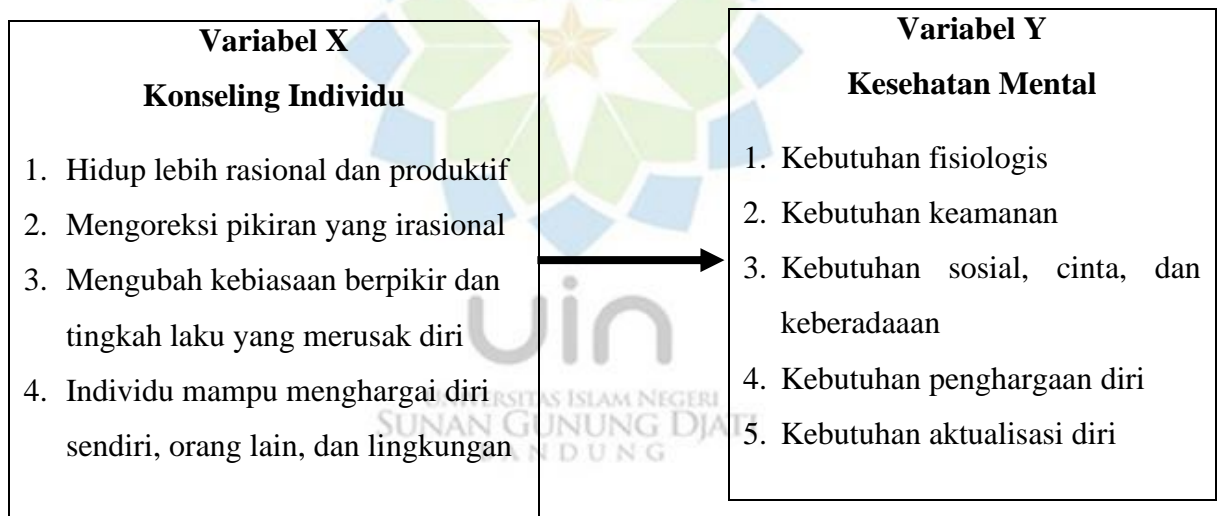 Variabel X
Konseling Individu
1. Hidup lebih rasional dan produktif
2. Mengoreksi pikiran yang irasional
3. Mengubah kebiasaan berpikir dan
tingkah laku yang merusak diri
4. Individu mampu menghargai diri
sendiri, orang lain, dan lingkungan
Variabel Y
Kesehatan Mental
1. Kebutuhan fisiologis
2. Kebutuhan keamanan
3. Kebutuhan sosial, cinta, dan
keberadaaan
4. Kebutuhan penghargaan diri
5. Kebutuhan aktualisasi diri
uin
UNIVERSITAS ISLAM NEGERI
SUNAN GUNUNG DJATI
BANDUNG